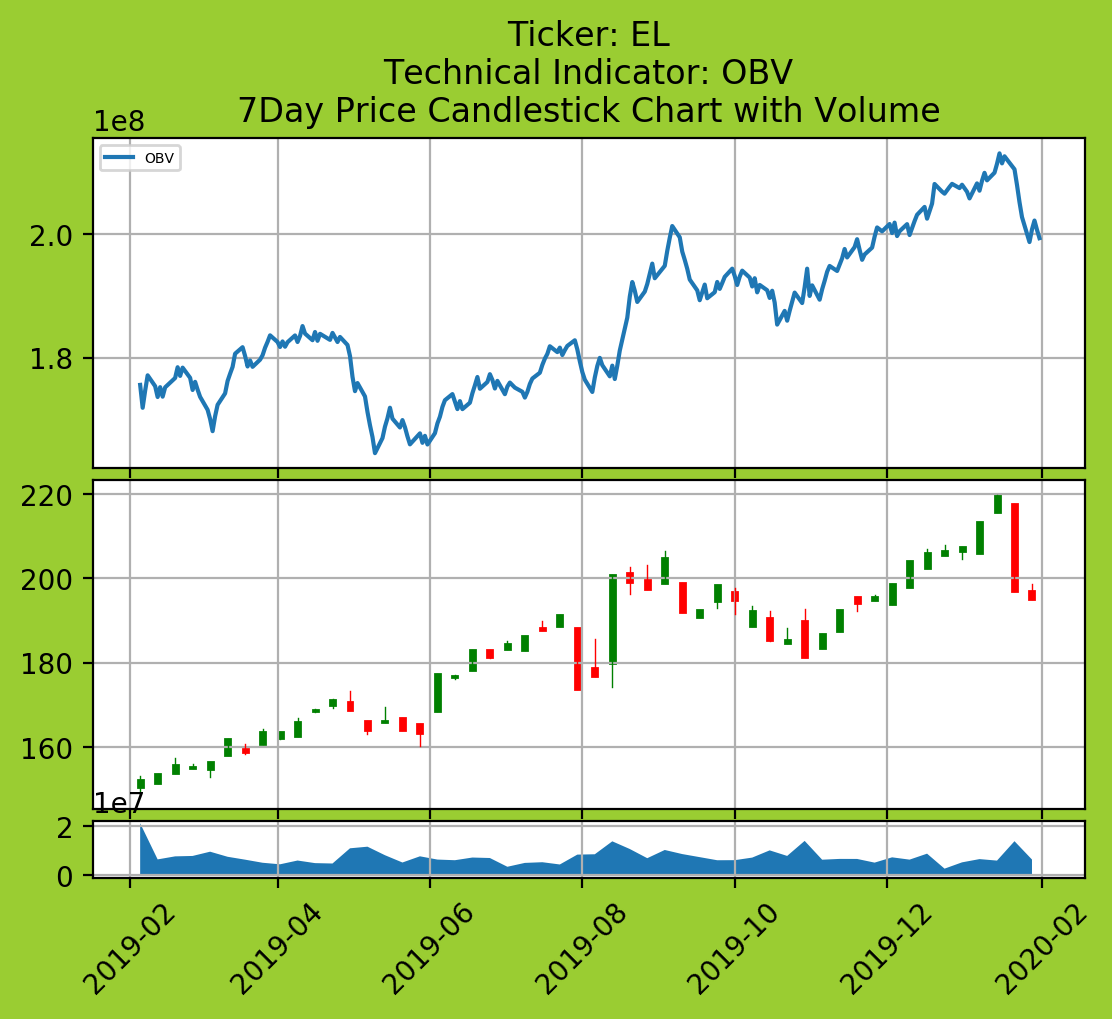 Ticker: EL
Technical Indicator: OBV
7Day Price Candlestick Chart with Volume
1e8
OBV
2.0
1.8
220
200
180
160
1e7
2
0
2019-02
2019-04
2019-06
2019-08
2019-10
2019-12
2020-02